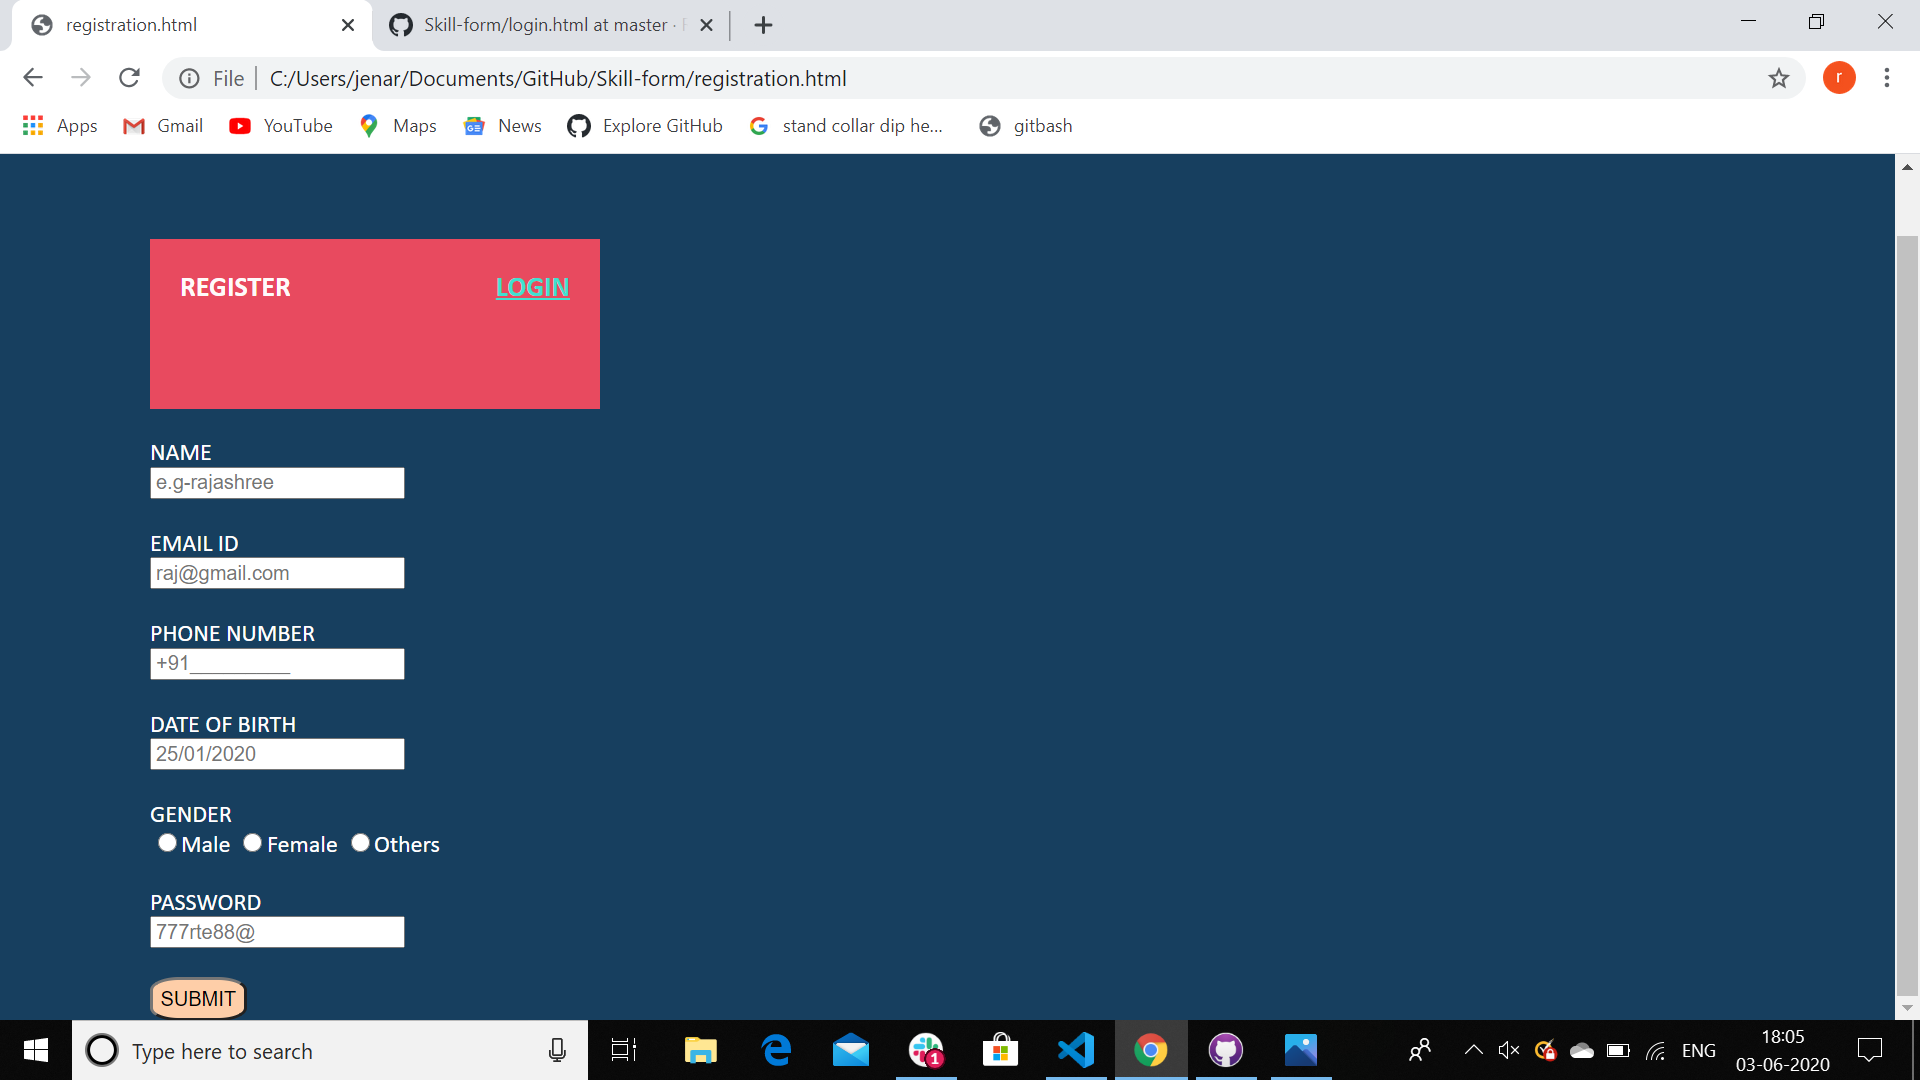 registration.html
Skill-form/login.html at master ·
File
C:/Users/jenar/Documents/GitHub/Skill-form/registration.html
r
Apps
Gmail
YouTube
Maps
News
Explore GitHub
stand collar dip he...
gitbash
REGISTER
LOGIN
NAME
e.g-rajashree
EMAIL ID
raj@gmail.com
PHONE NUMBER
+91_________
DATE OF BIRTH
25/01/2020
GENDER
Male Female Others
PASSWORD
777rte88@
SUBMIT
Type here to search
1
ENG
18:05
03-06-2020